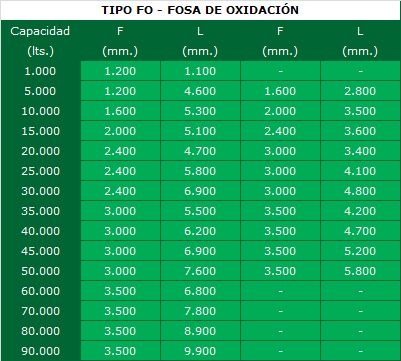 TIPO FO - FOSA DE OXIDACIÓN
Capacidad F L F L
(lts.) (mm.) (mm.) (mm.) (mm.)
1.000 1.200 1.100 - -
5.000 1.200 4.600 1.600 2.800
10.000 1.600 5.300 2.000 3.500
15.000 2.000 5.100 2.400 3.600
20.000 2.400 4.700 3.000 3.400
25.000 2.400 5.800 3.000 4.100
30.000 2.400 6.900 3.000 4.800
35.000 3.000 5.500 3.500 4.200
40.000 3.000 6.200 3.500 4.700
45.000 3.000 6.900 3.500 5.200
50.000 3.000 7.600 3.500 5.800
60.000 3.500 6.800 - -
70.000 3.500 7.800 - -
80.000 3.500 8.900 - -
90.000 3.500 9.900 - -